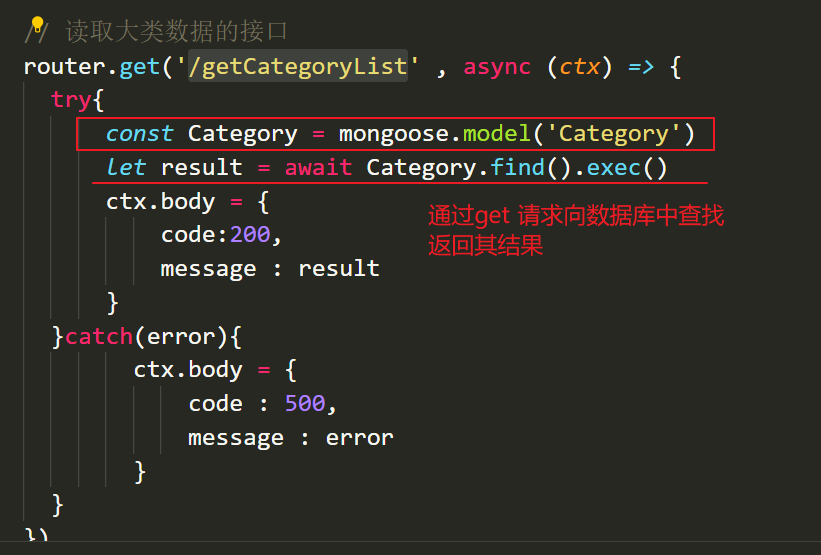 // 读取大类数据的接口
router.get('/getCategoryList' , async (ctx) => {
try{
const Category = mongoose.model('Category')
let result = await Category.find().exec()
ctx.body = {
code:200,
message : result
}
通过get 请求向数据库中查找
返回其结果
}catch(error){
ctx.body = {
code : 500,
message : error
}
}
})